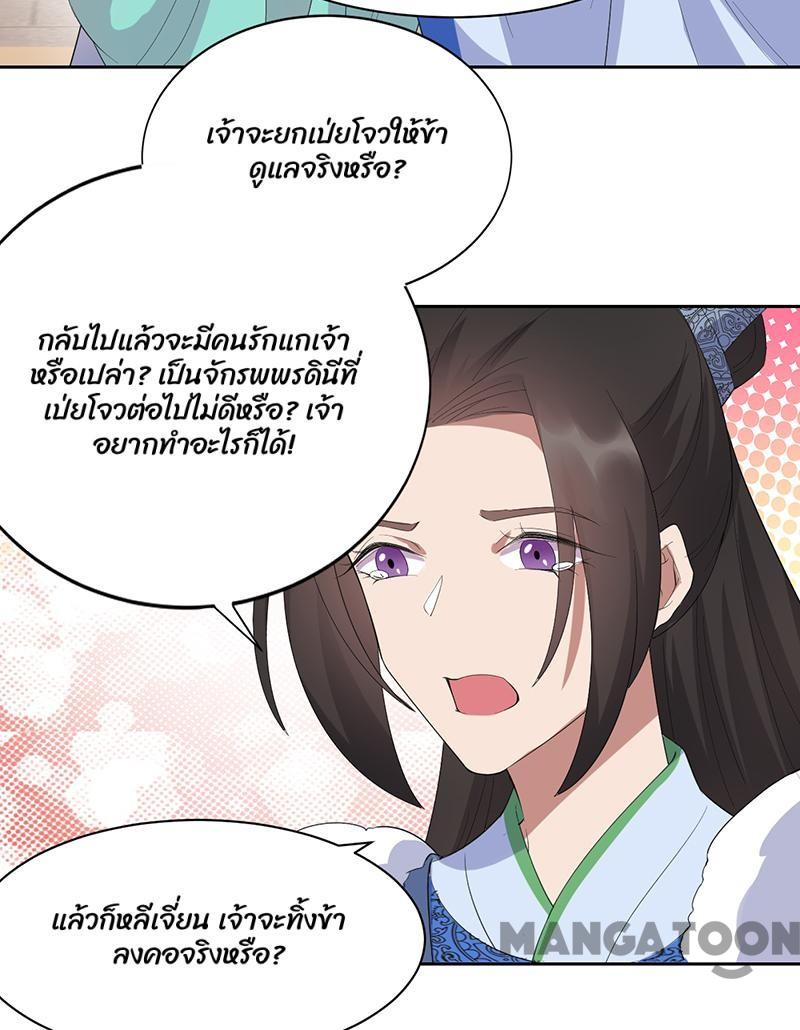 เจ้าจะยกเป่ยโจวให้ข้า
ดูแลจริงหรือ?
กลับไปแล้วจะมีคนรักแกเจ้า
หรือเปล่า? เป็นจักรพพรดินีที่
เป่ยโจวต่อไปไม่ดีหรือ? เจ้า
อยากทำอะไรก็ได้!
แล้วก็หลีเจี่ยน เจ้าจะทิ้งข้า
ลงคอจริงหรือ?
MANGATOON